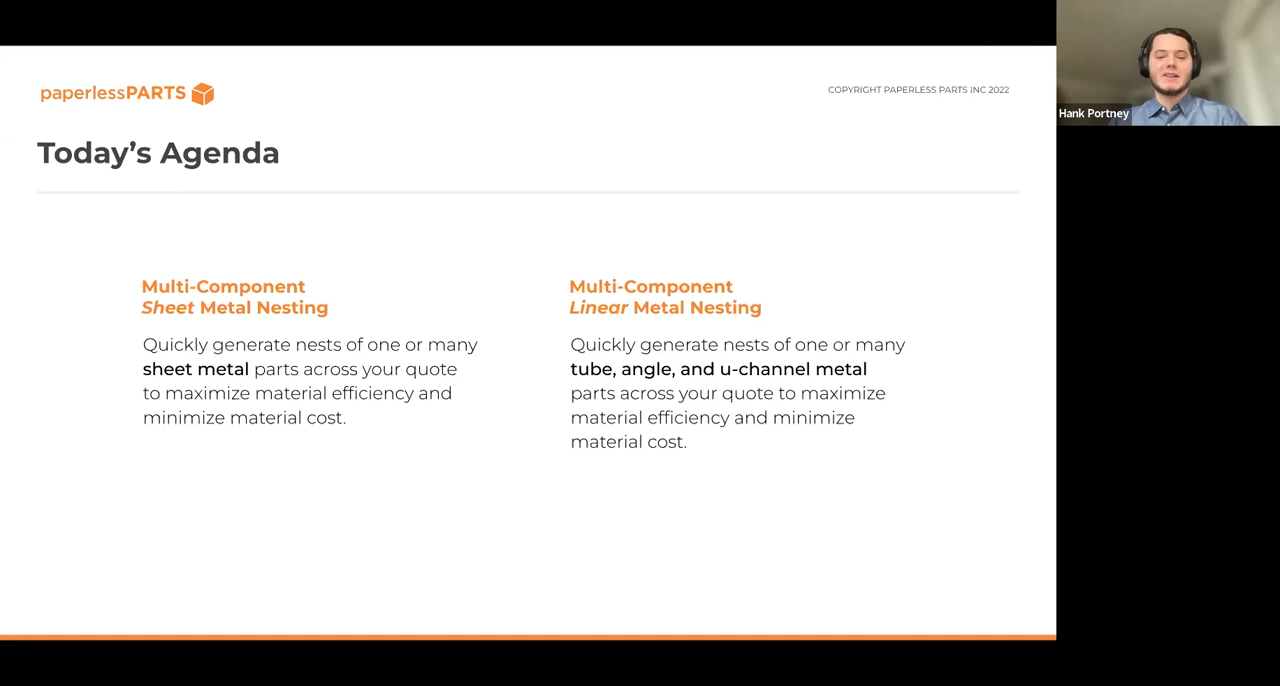 paperlessPARTS
COPYRIGHT PAPERLESS PARTS INC 2022
Today's Agenda
Multi-Component
Sheet Metal Nesting
Quickly generate nests of one or many
sheet metal parts across your quote
to maximize material efficiency and
minimize material cost.
Multi-Component
Linear Metal Nesting
Quickly generate nests of one or many
tube, angle, and u-channel metal
parts across your quote to maximize
material efficiency and minimize
material cost.
Hank Portney